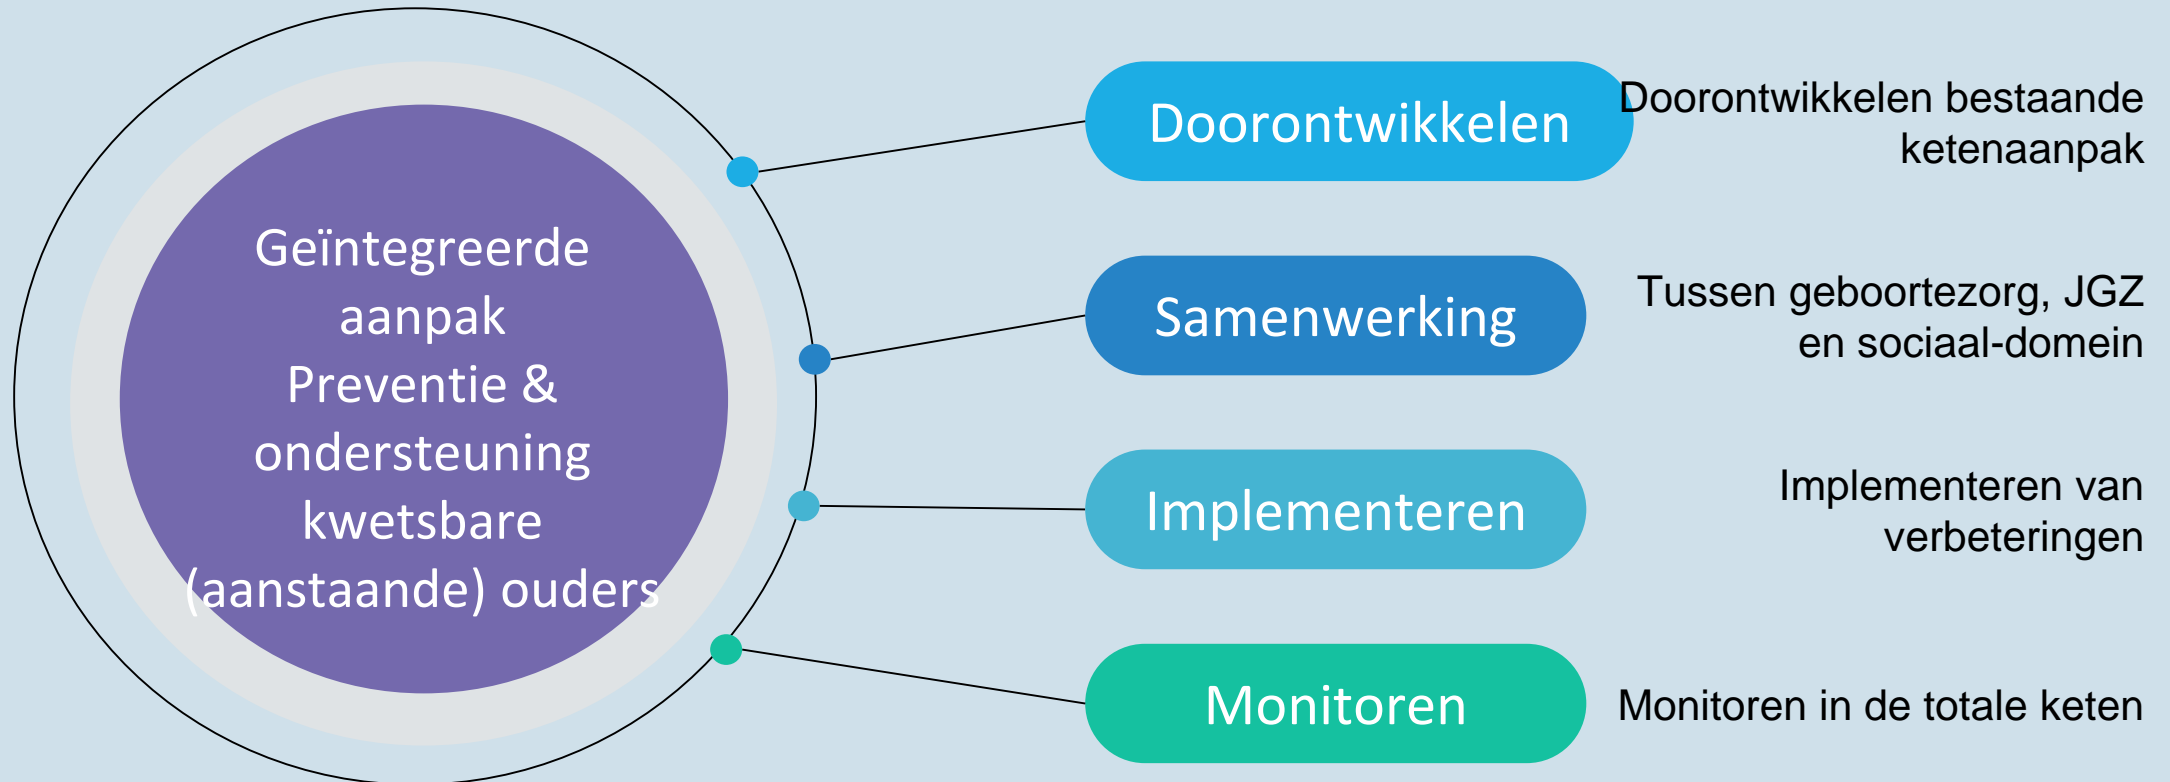 Geïntegreerde
aanpak
Preventie &
ondersteuning
kwetsbare
(aanstaande) ouders
Doorontwikkelen
Doorontwikkelen bestaande
ketenaanpak
Samenwerking
Tussen geboortezorg, JGZ
en sociaal-domein
Implementeren
Implementeren van
verbeteringen
Monitoren
Monitoren in de totale keten